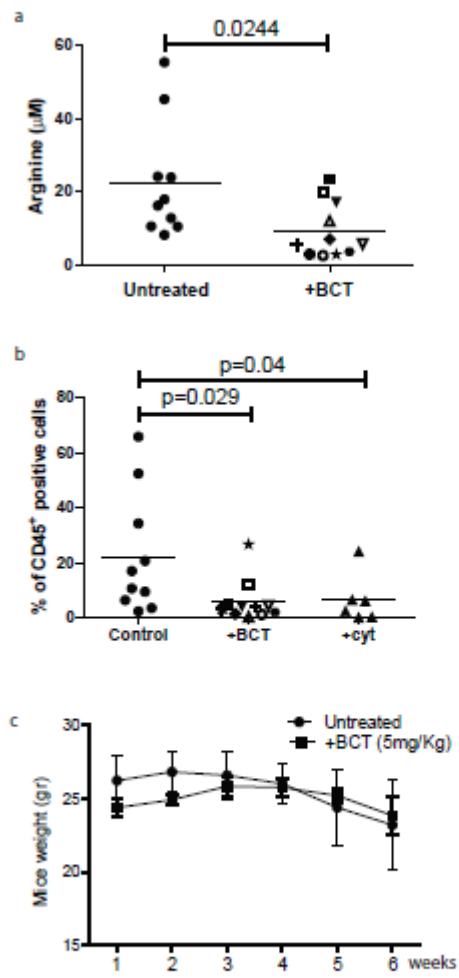 a
0.0244
60
40
20
0
Arginine (μM)
Untreated +BCT
b
p=0.04
p=0.029
80
60
40
20
0
% of CD45+ positive cells
Control +BCT +cyt
c
Untreated
+BCT (5mg/Kg)
30
25
20
15
Mice weight (gr)
1 2 3 4 5 6 weeks